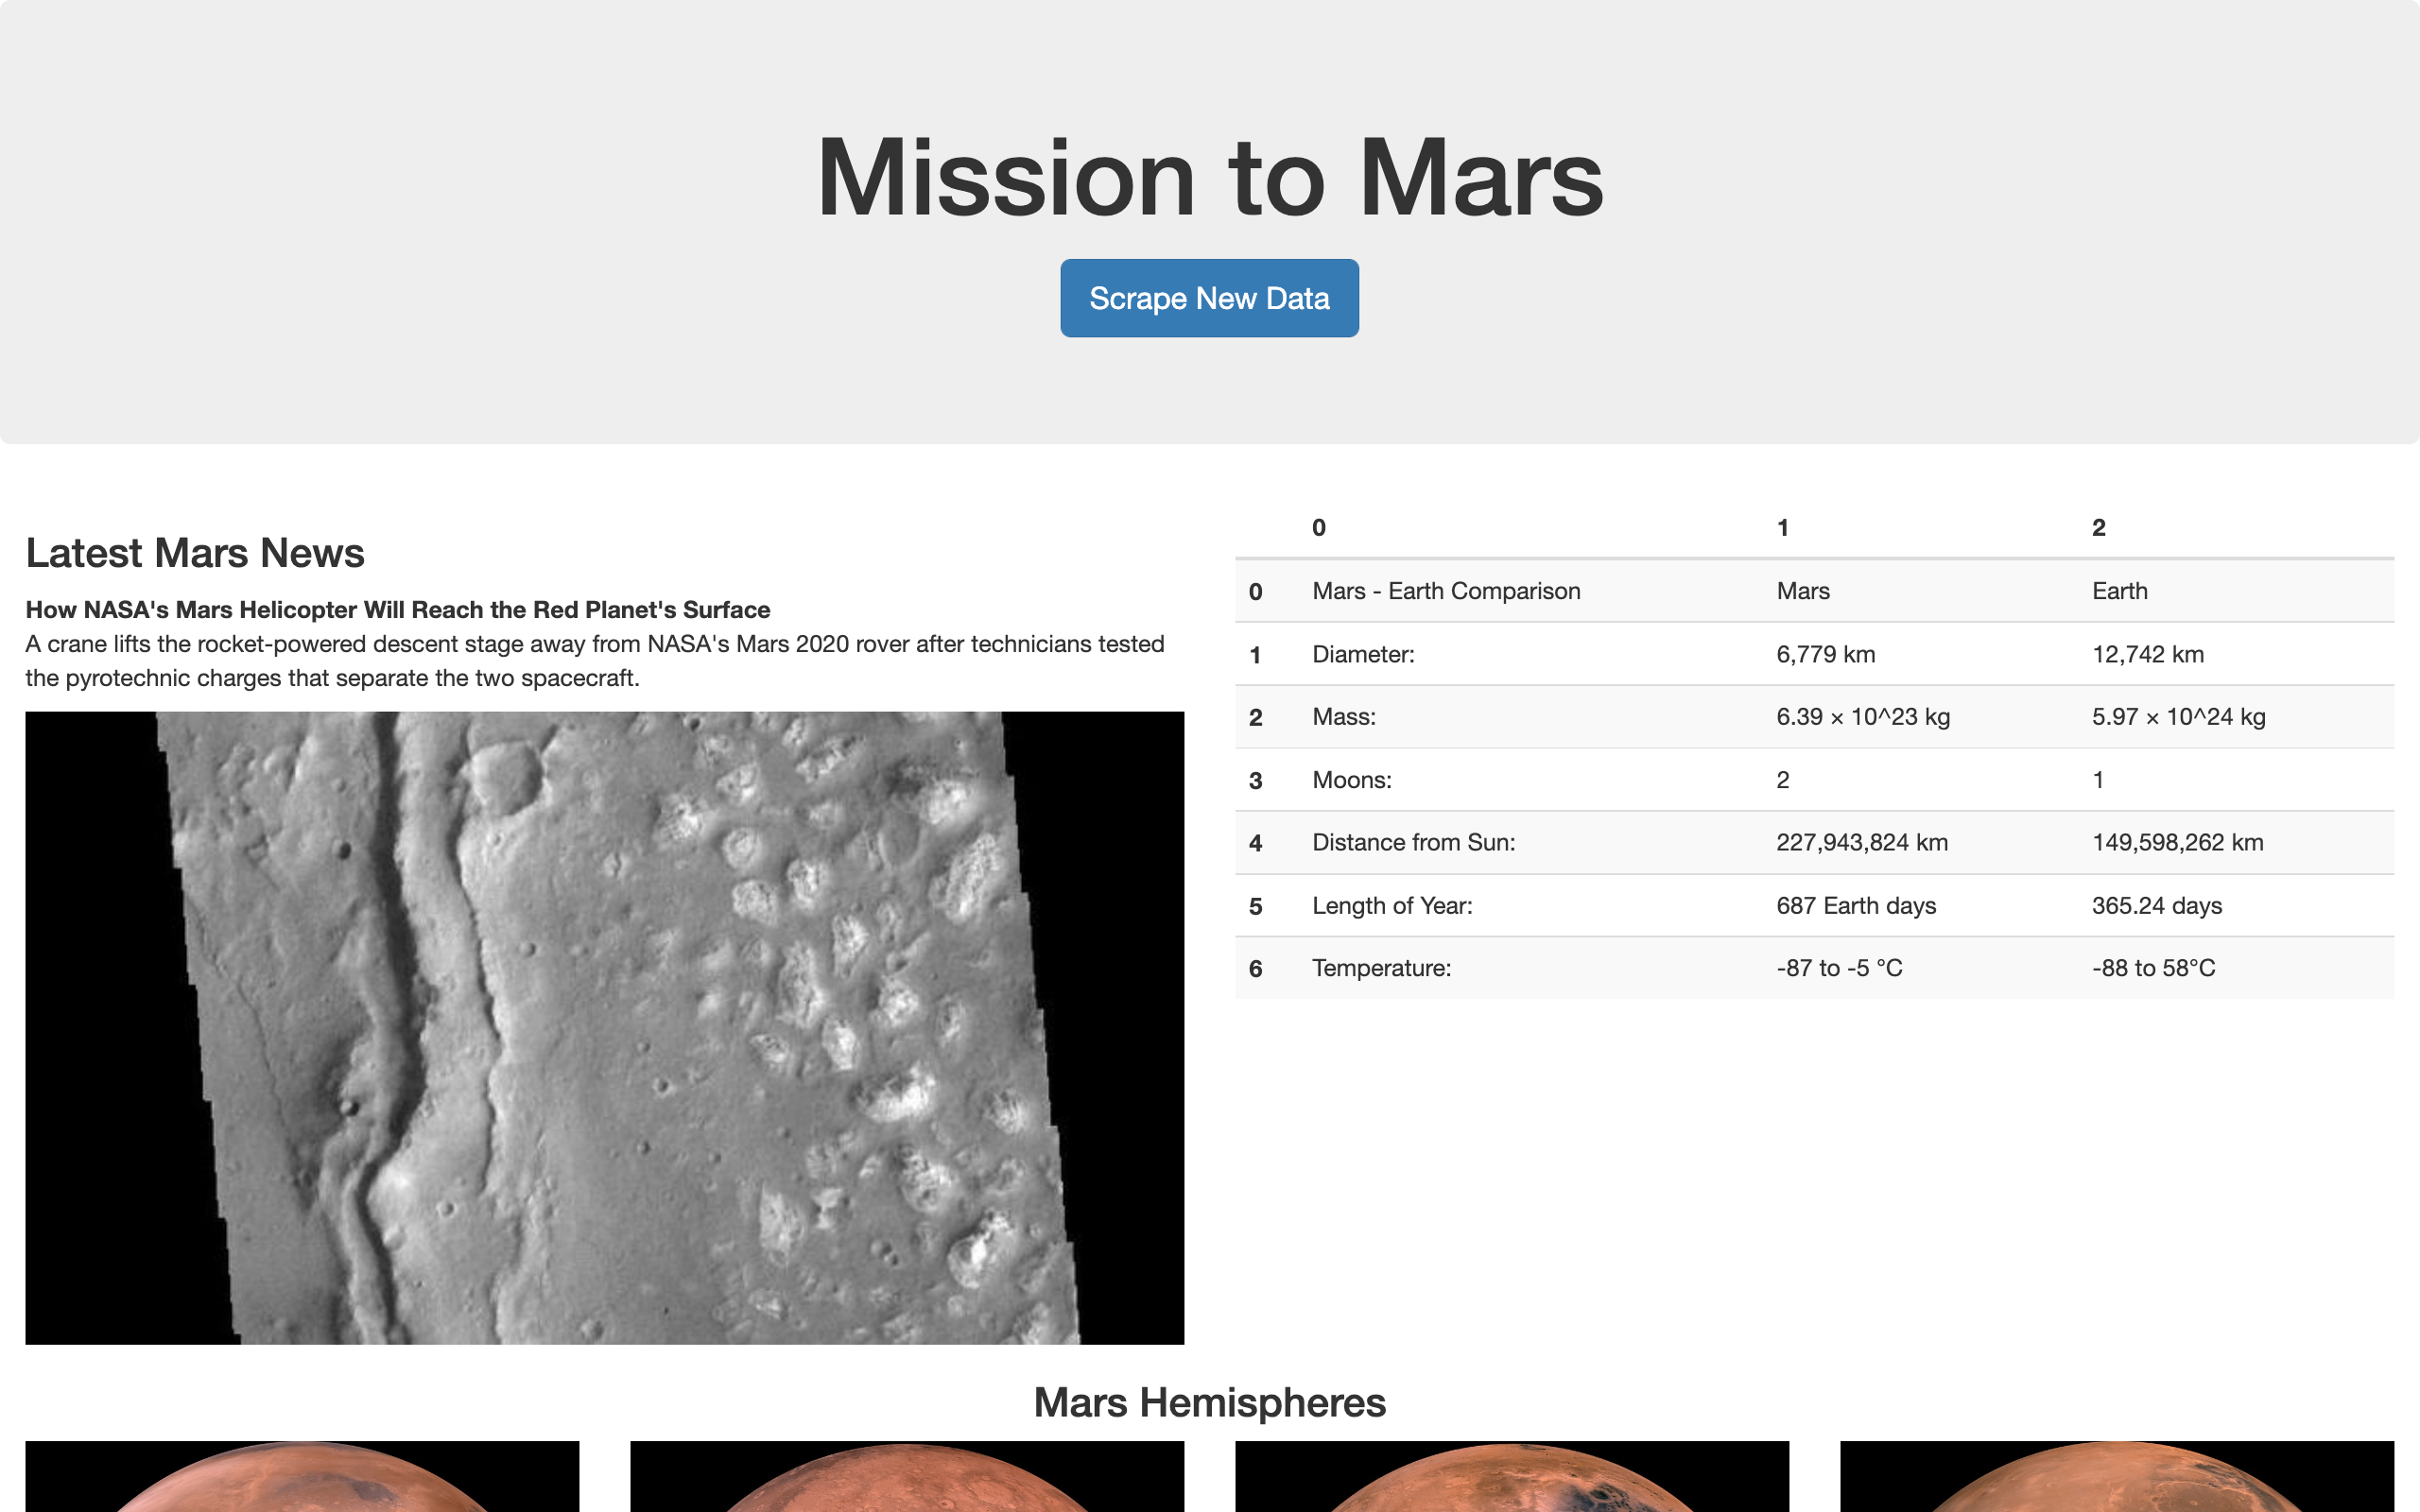 Mission to Mars
Scrape New Data
Latest Mars News
How NASA's Mars Helicopter Will Reach the Red Planet's Surface
A crane lifts the rocket-powered descent stage away from NASA's Mars 2020 rover after technicians tested
the pyrotechnic charges that separate the two spacecraft.
0 1 2
0 Mars - Earth Comparison Mars Earth
1 Diameter: 6,779 km 12,742 km
2 Mass: 6.39 × 10^23 kg 5.97 × 10^24 kg
3 Moons: 2 1
4 Distance from Sun: 227,943,824 km 149,598,262 km
5 Length of Year: 687 Earth days 365.24 days
6 Temperature: -87 to -5 °C -88 to 58°C
Mars Hemispheres